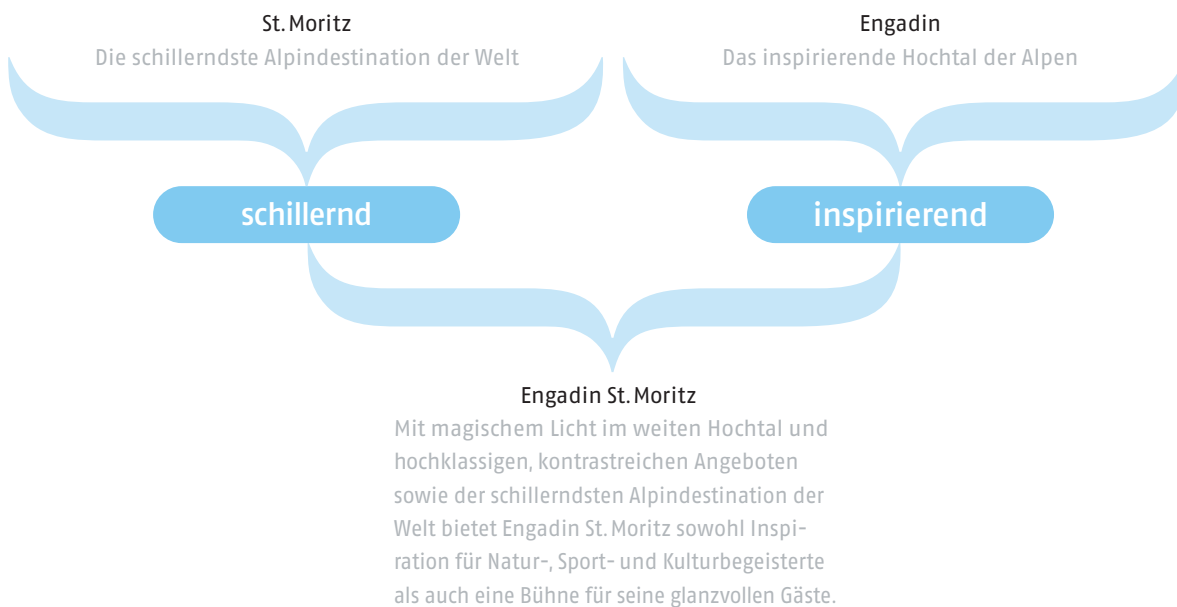 St. Moritz
Die schillerndste Alpindestination der Welt
Engadin
Das inspirierende Hochtal der Alpen
schillernd
inspirierend
Engadin St. Moritz
Mit magischem Licht im weiten Hochtal und
hochklassigen, kontrastreichen Angeboten
sowie der schillerndsten Alpindestination der
Welt bietet Engadin St. Moritz sowohl Inspi-
ration für Natur-, Sport- und Kulturbegeisterte
als auch eine Bühne für seine glanzvollen Gäste.